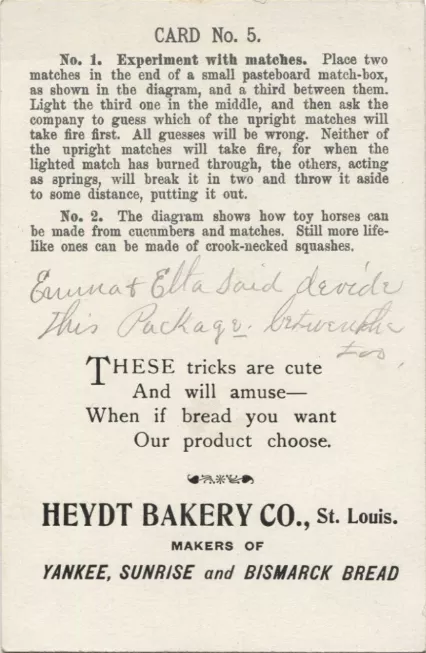 CARD No. 5.
No. 1. Experiment with matches. Place two
matches in the end of a small pasteboard match-box,
as shown in the diagram, and a third between them.
Light the third one in the middle, and then ask the
company to guess which of the upright matches will
take fire first. All guesses will be wrong. Neither of
the upright matches will take fire, for when the
lighted match has burned through, the others, acting
as springs, will break it in two and throw it aside
to some distance, putting it out.
No. 2. The diagram shows how toy horses can
be made from cucumbers and matches. Still more life-
like ones can be made of crook-necked squashes.
Emma & Etta said devide
this Package. between the
too,
THESE tricks are cute
And will amuse—
When if bread you want
Our product choose.
HEYDT BAKERY CO., St. Louis.
MAKERS OF
YANKEE, SUNRISE and BISMARCK BREAD